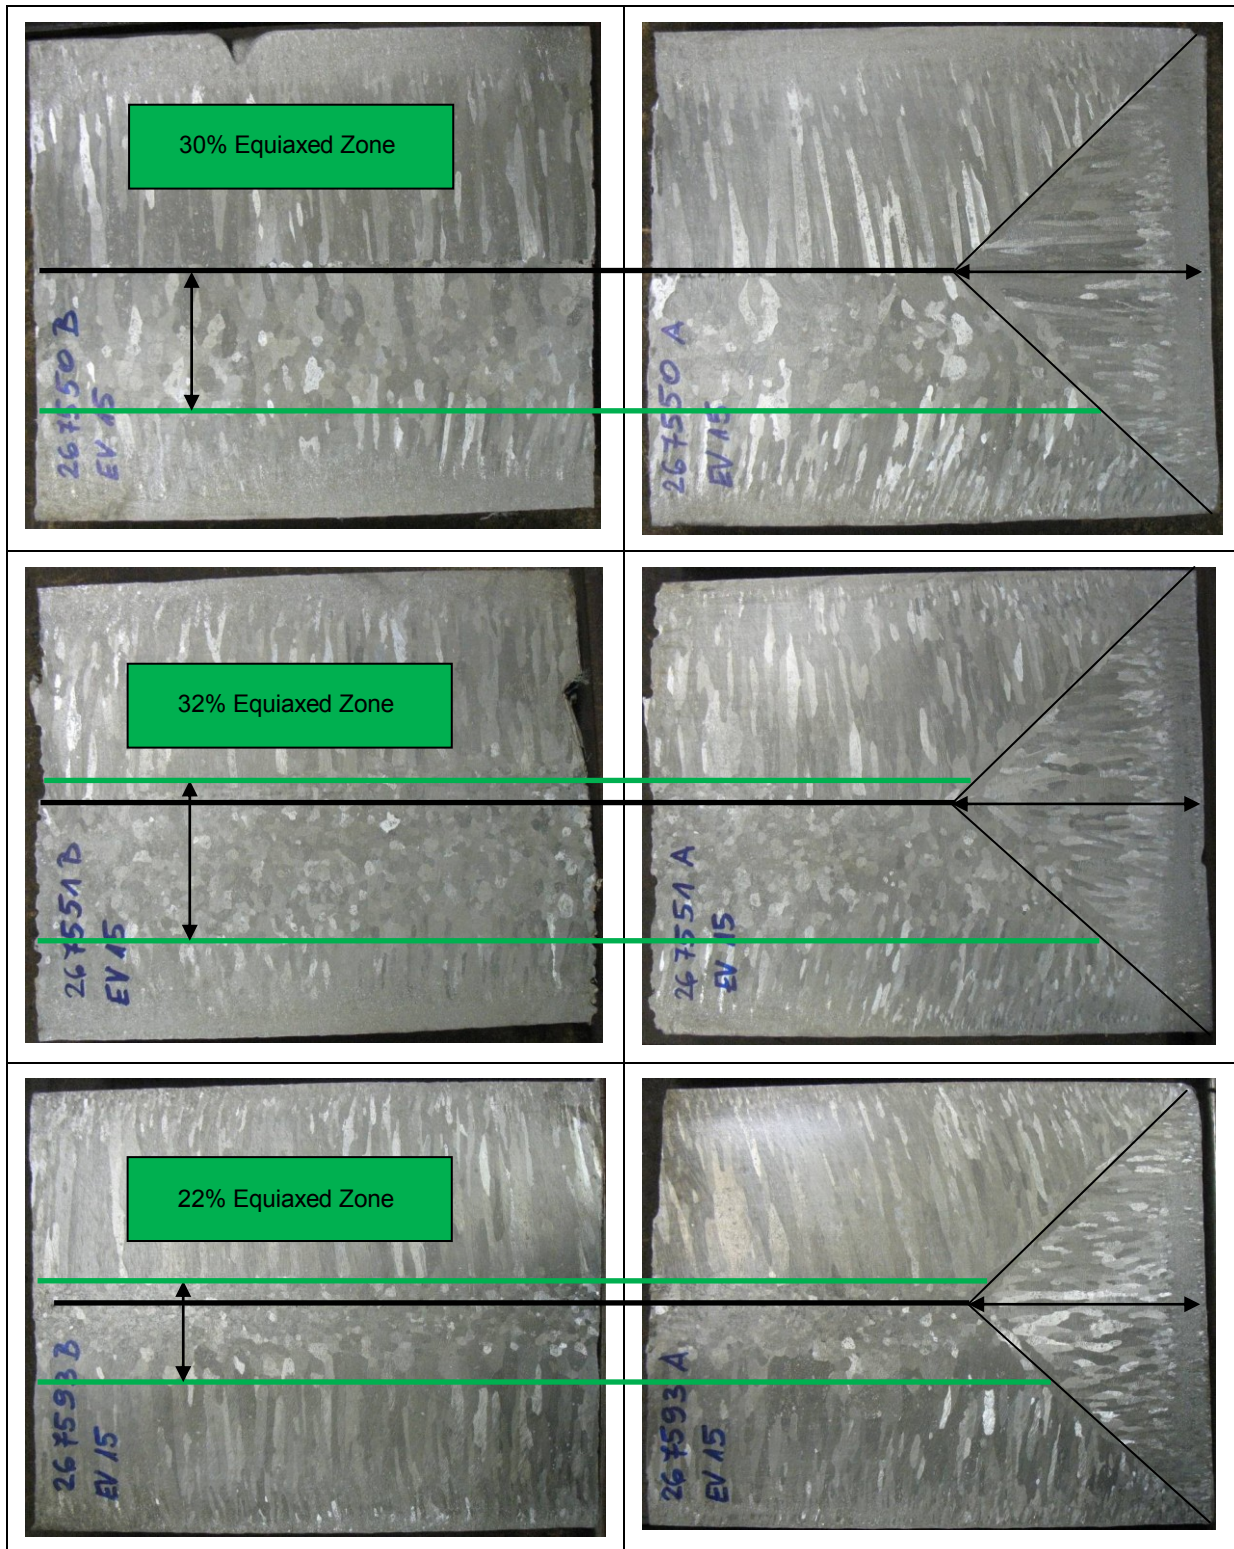 30% Equiaxed Zone
267550 B
EV 15
267550 A
EV 15
32% Equiaxed Zone
267551 B
EV 15
267551 A
EV 15
22% Equiaxed Zone
267593 B
EV 15
267593 A
EV 15